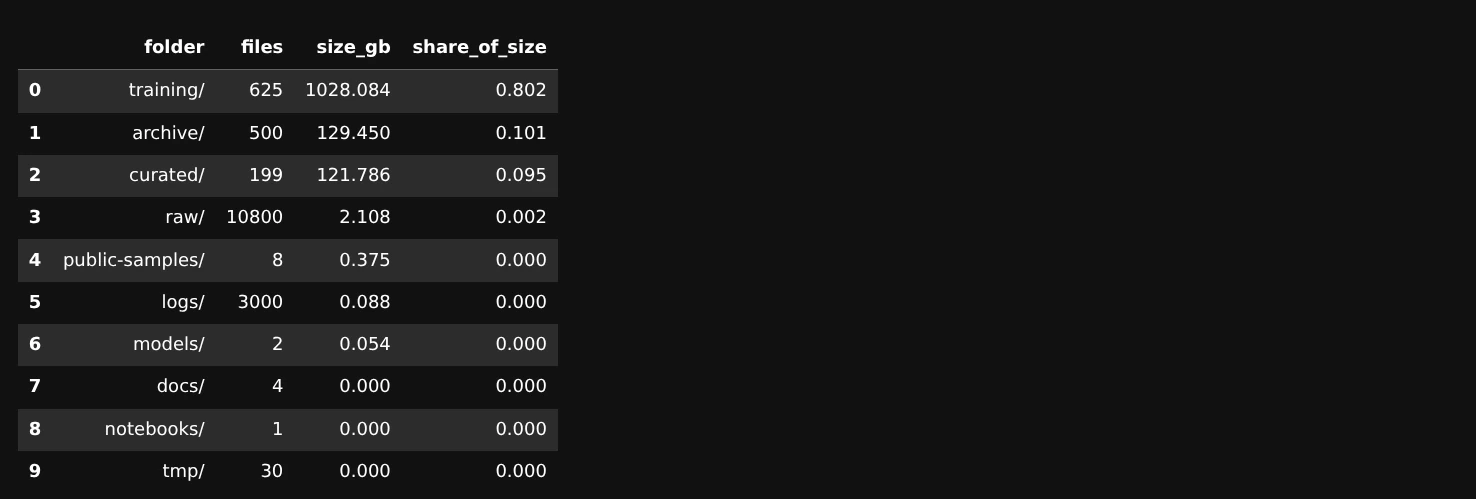 folder files size_gb share_of_size
0 training/ 625 1028.084 0.802
1 archive/ 500 129.450 0.101
2 curated/ 199 121.786 0.095
3 raw/ 10800 2.108 0.002
4 public-samples/ 8 0.375 0.000
5 logs/ 3000 0.088 0.000
6 models/ 2 0.054 0.000
7 docs/ 4 0.000 0.000
8 notebooks/ 1 0.000 0.000
9 tmp/ 30 0.000 0.000